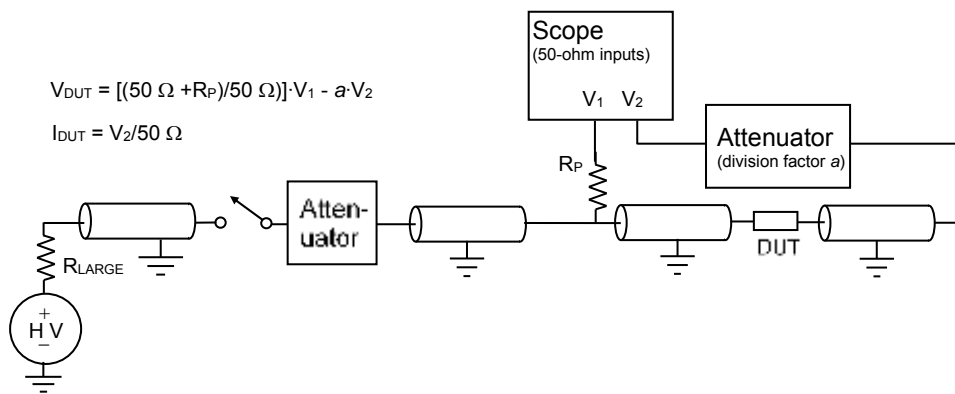 Scope
(50-ohm inputs)
V_DUT = [(50 Ω +R_P)/50 Ω)]·V_1 - a·V_2
V_1 V_2
I_DUT = V_2/50 Ω
Attenuator
(division factor a)
R_P
Atten-
uator
DUT
R_LARGE
+
H V
−